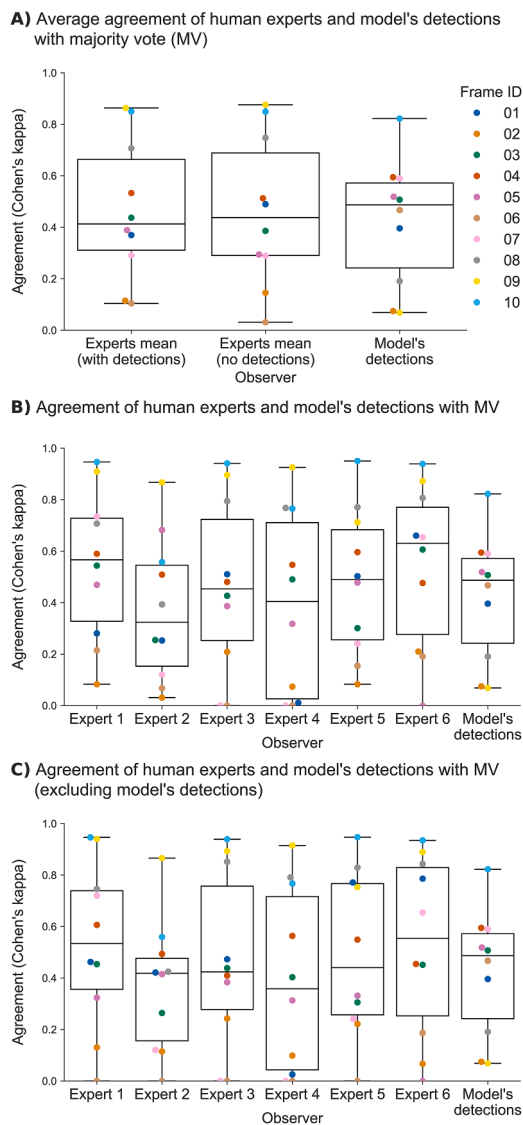 A) Average agreement of human experts and model's detections
with majority vote (MV)
Agreement (Cohen's kappa)
1.0
0.8
0.6
0.4
0.2
0.0
Experts mean
(with detections)
Experts mean
(no detections)
Model's
detections
Observer
Frame ID
01
02
03
04
05
06
07
08
09
10
B) Agreement of human experts and model's detections with MV
Agreement (Cohen's kappa)
1.0
0.8
0.6
0.4
0.2
0.0
Expert 1
Expert 2
Expert 3
Expert 4
Expert 5
Expert 6
Model's
detections
Observer
C) Agreement of human experts and model's detections with MV
(excluding model's detections)
Agreement (Cohen's kappa)
1.0
0.8
0.6
0.4
0.2
0.0
Expert 1
Expert 2
Expert 3
Expert 4
Expert 5
Expert 6
Model's
detections
Observer